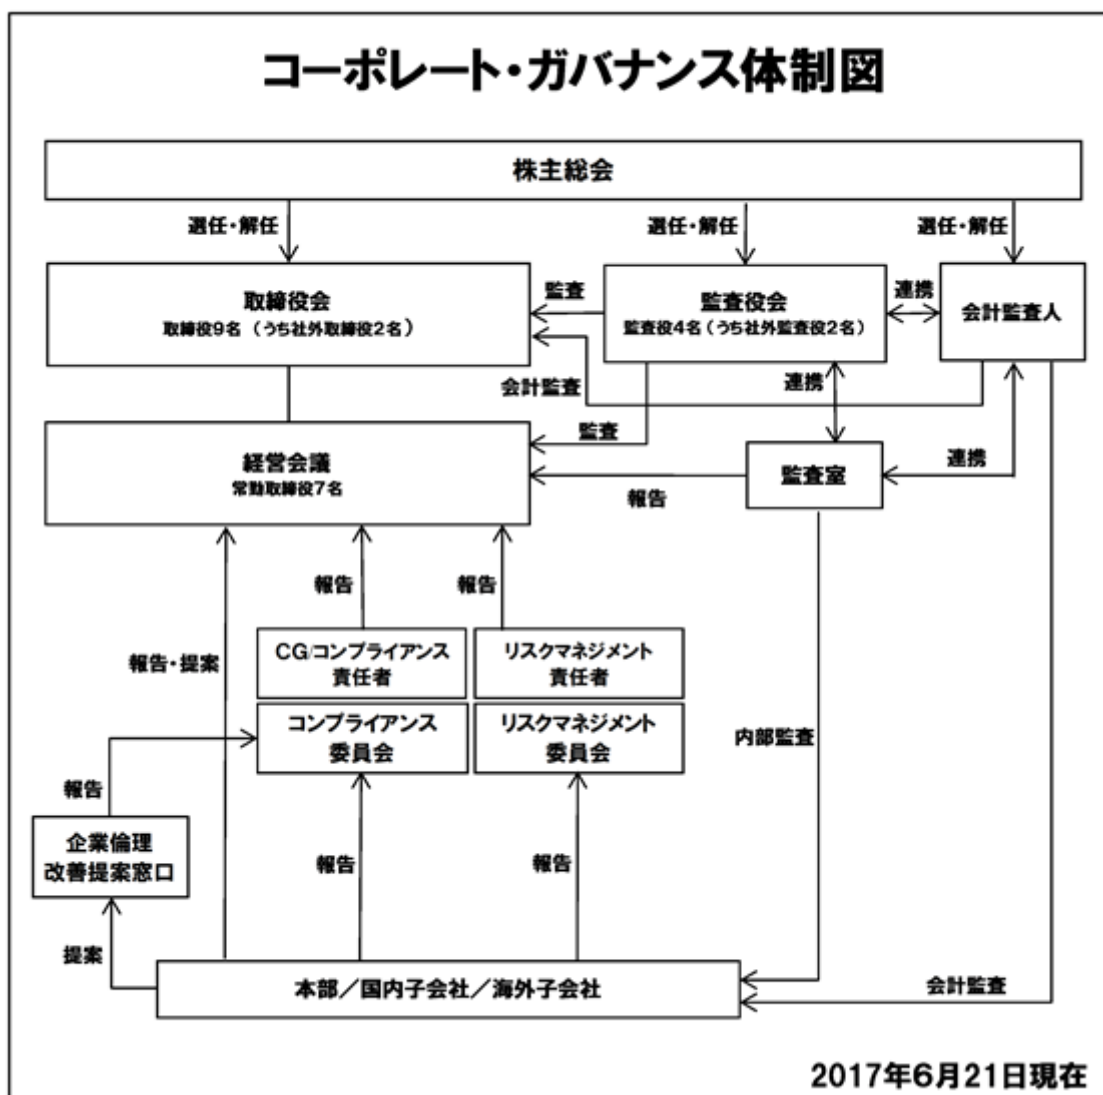 コーポレート・ガバナンス体制図
株主総会
選任・解任
選任・解任
選任・解任
取締役会
取締役9名 (うち社外取締役2名)
監査
監査役会
監査役4名(うち社外監査役2名)
連携
会計監査人
会計監査
連携
監査
経営会議
常勤取締役7名
報告
監査室
連携
報告
報告
報告・提案
CG/コンプライアンス
責任者
リスクマネジメント
責任者
コンプライアンス
委員会
リスクマネジメント
委員会
内部監査
報告
企業倫理
改善提案窓口
報告
報告
提案
本部/国内子会社/海外子会社
会計監査
2017年6月21日現在